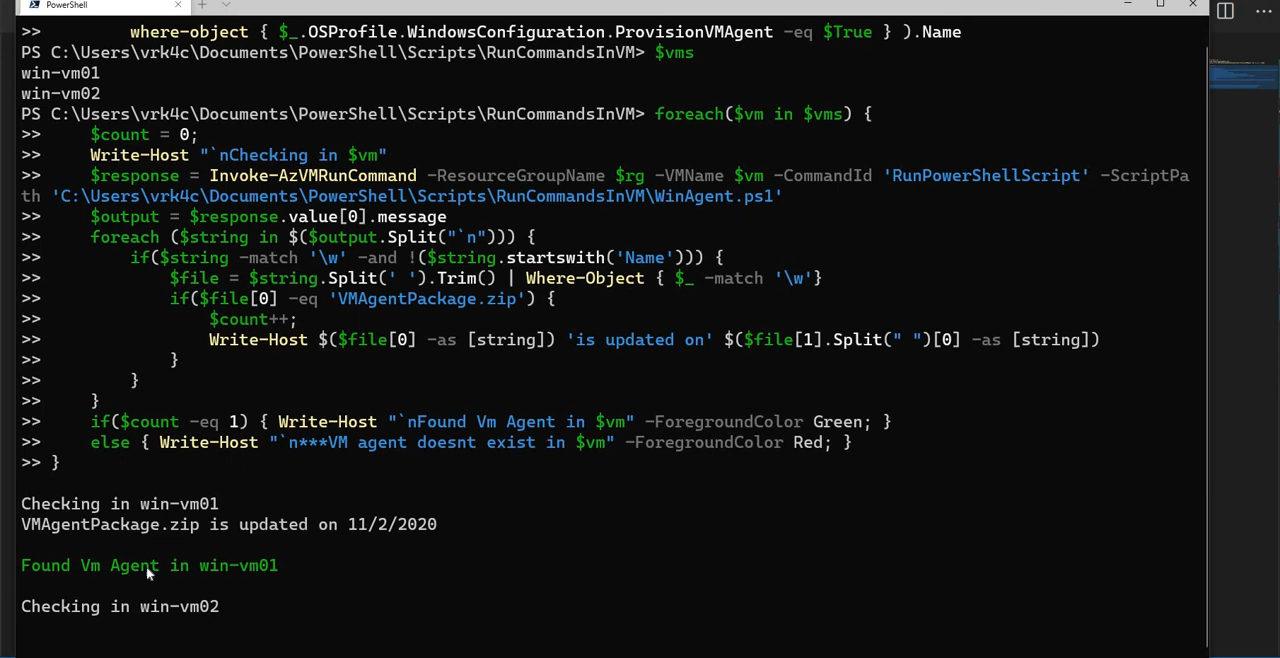 PowerShell
>>         where-object { $_.OSProfile.WindowsConfiguration.ProvisionVMAgent -eq $True } ).Name
PS C:\Users\vrk4c\Documents\PowerShell\Scripts\RunCommandsInVM> $vms
win-vm01
win-vm02
PS C:\Users\vrk4c\Documents\PowerShell\Scripts\RunCommandsInVM> foreach($vm in $vms) {
>>     $count = 0;
>>     Write-Host "`nChecking in $vm"
>>     $response = Invoke-AzVMRunCommand -ResourceGroupName $rg -VMName $vm -CommandId 'RunPowerShellScript' -ScriptPa
th 'C:\Users\vrk4c\Documents\PowerShell\Scripts\RunCommandsInVM\WinAgent.ps1'
>>     $output = $response.value[0].message
>>     foreach ($string in $($output.Split("`n"))) {
>>         if($string -match '\w' -and !($string.startswith('Name'))) {
>>             $file = $string.Split(' ').Trim() | Where-Object { $_ -match '\w'}
>>             if($file[0] -eq 'VMAgentPackage.zip') {
>>                 $count++;
>>                 Write-Host $($file[0] -as [string]) 'is updated on' $($file[1].Split(" ")[0] -as [string])
>>             }
>>         }
>>     }
>>     if($count -eq 1) { Write-Host "`nFound Vm Agent in $vm" -ForegroundColor Green; }
>>     else { Write-Host "`n***VM agent doesnt exist in $vm" -ForegroundColor Red; }
>> }
Checking in win-vm01
VMAgentPackage.zip is updated on 11/2/2020
Found Vm Agent in win-vm01
Checking in win-vm02